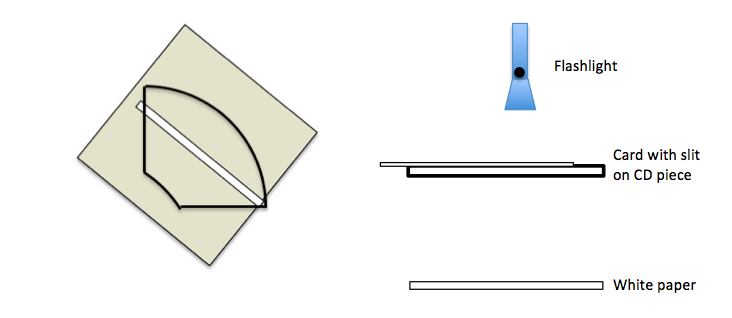 Flashlight
Card with slit
on CD piece
White paper